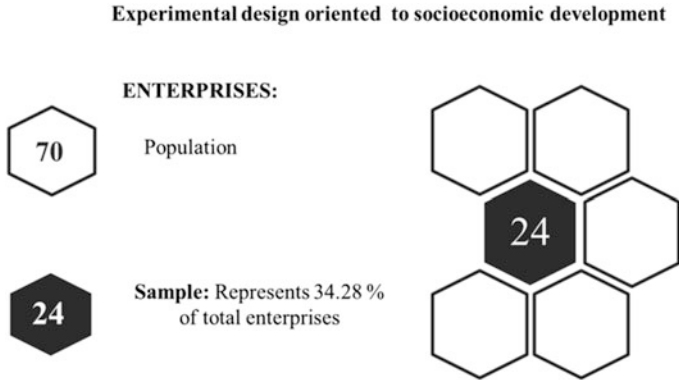 Experimental design oriented to socioeconomic development
ENTERPRISES:
70
Population
24
Sample: Represents 34.28 %
of total enterprises
24